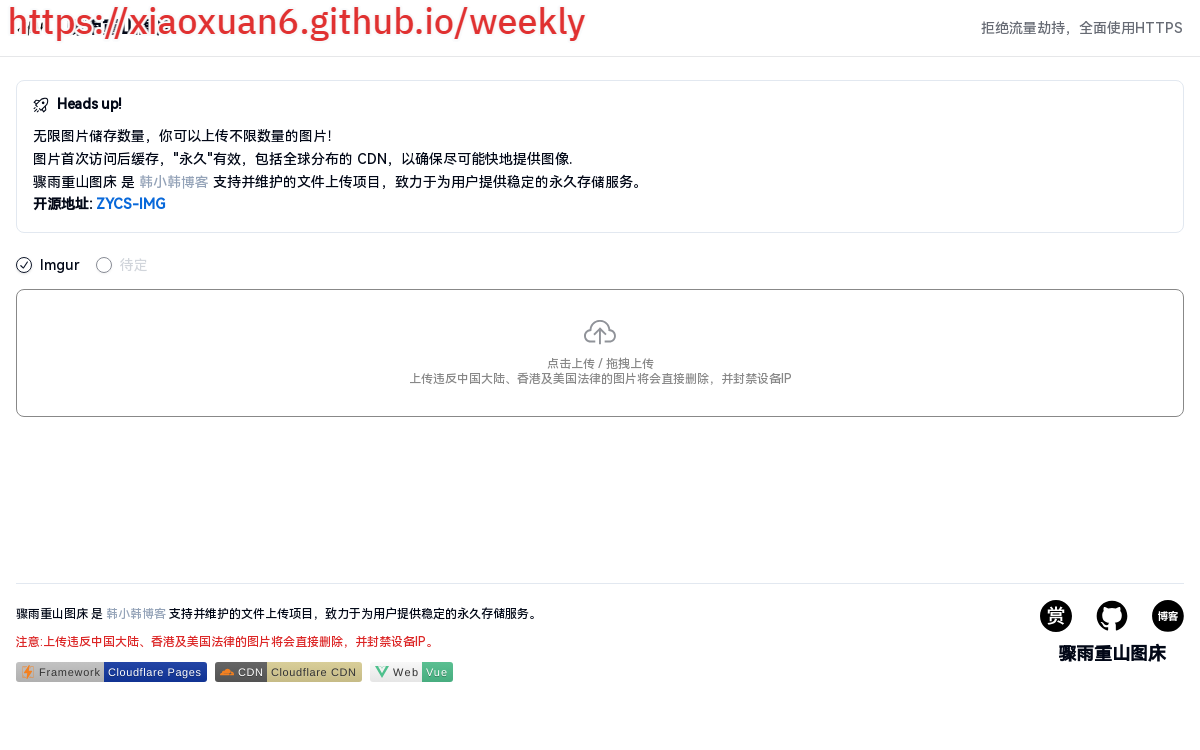 https://xiaoxuan6.github.io/weekly
拒绝流量劫持，全面使用HTTPS
Heads up!
无限图片储存数量，你可以上传不限数量的图片！
图片首次访问后缓存，"永久"有效，包括全球分布的 CDN，以确保尽可能快地提供图像.
骤雨重山图床 是 韩小韩博客 支持并维护的文件上传项目，致力于为用户提供稳定的永久存储服务。
开源地址: ZYCS-IMG
Imgur 待定
点击上传 / 拖拽上传
上传违反中国大陆、香港及美国法律的图片将会直接删除，并封禁设备IP
骤雨重山图床 是 韩小韩博客 支持并维护的文件上传项目，致力于为用户提供稳定的永久存储服务。
注意:上传违反中国大陆、香港及美国法律的图片将会直接删除，并封禁设备IP。
Framework Cloudflare Pages CDN Cloudflare CDN Web Vue
赏 博客
骤雨重山图床